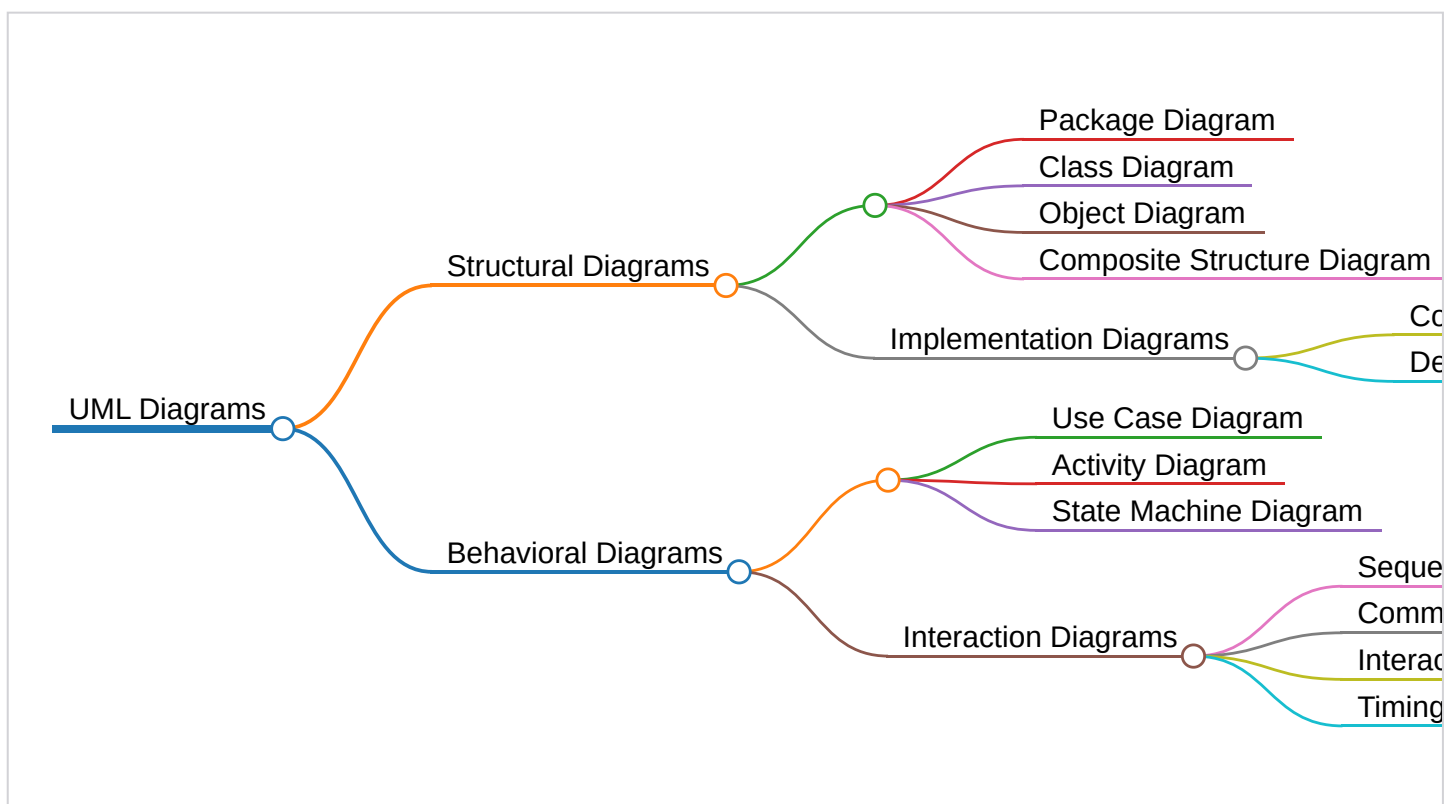 Package Diagram
Class Diagram
Object Diagram
Structural Diagrams
Composite Structure Diagram
Implementation Diagrams
UML Diagrams
Use Case Diagram
Activity Diagram
State Machine Diagram
Behavioral Diagrams
Interaction Diagrams
Timing